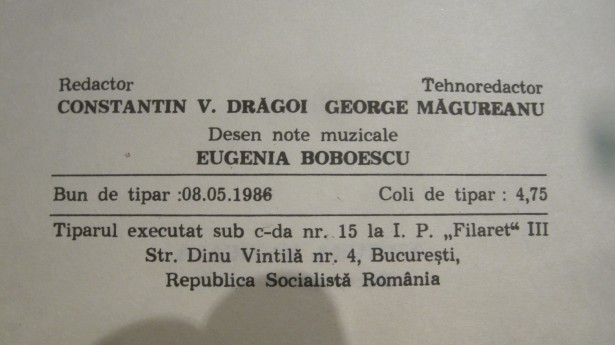 Redactor Tehnoredactor
CONSTANTIN V. DRĂGOI GEORGE MĂGUREANU
Desen note muzicale
EUGENIA BOBOESCU
Bun de tipar :08.05.1986 Coli de tipar : 4,75
Tiparul executat sub c-da nr. 15 la I. P. „Filaret“ III
Str. Dinu Vintilă nr. 4, București,
Republica Socialistă România